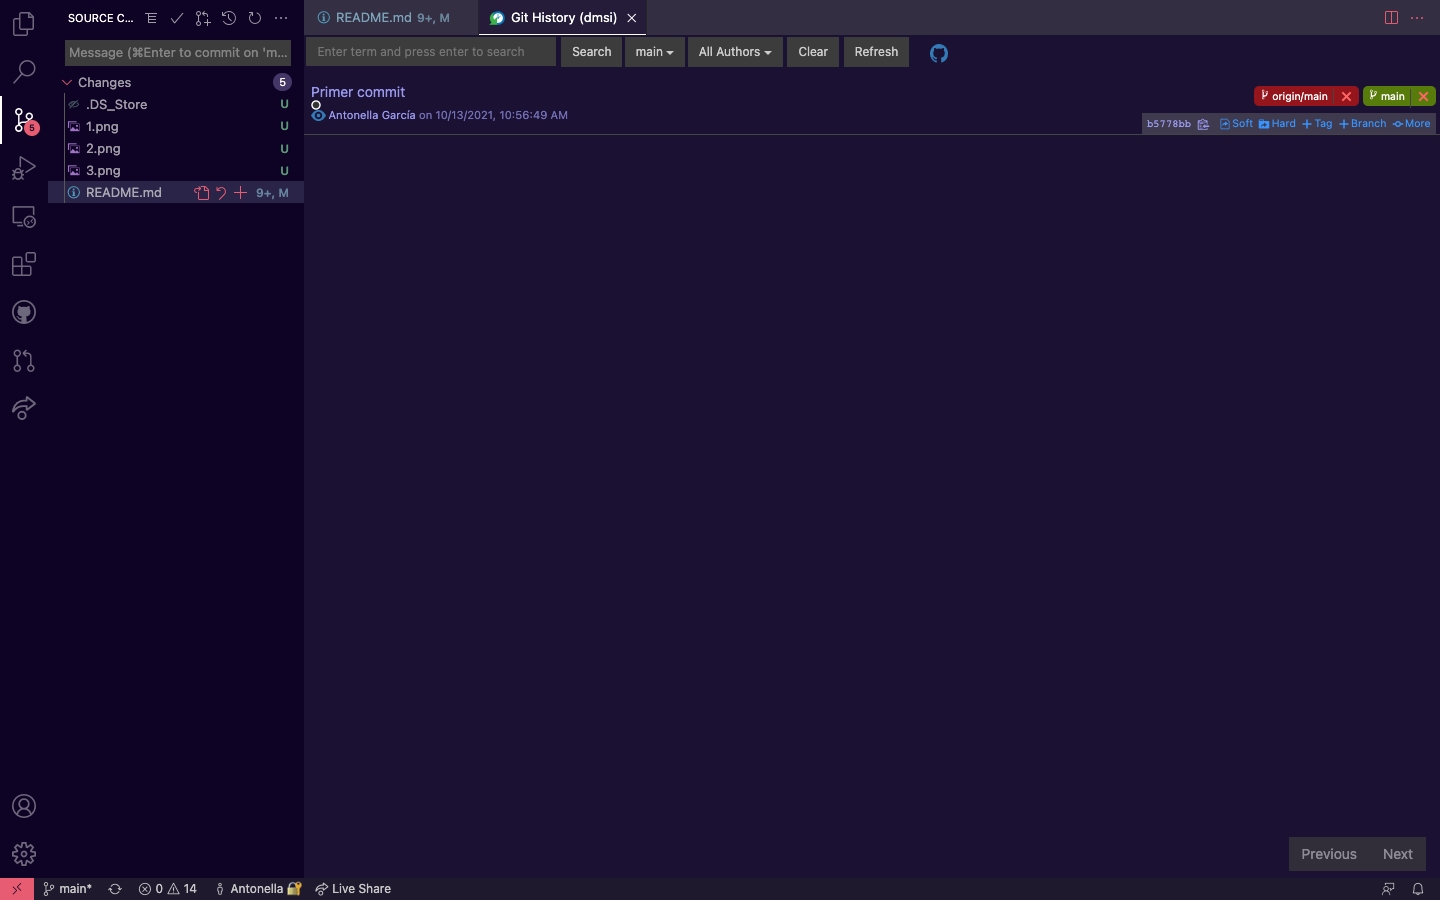 SOURCE C...
README.md 9+, M
Git History (dmsi)
Message (⌘Enter to commit on 'm...
Enter term and press enter to search
Search
main
All Authors
Clear
Refresh
Changes
5
.DS_Store U
1.png U
2.png U
3.png U
README.md 9+, M
5
Primer commit
origin/main
main
Antonella García on 10/13/2021, 10:56:49 AM
b5778bb
Soft
Hard
Tag
Branch
More
Previous
Next
main*
0
14
Antonella
Live Share